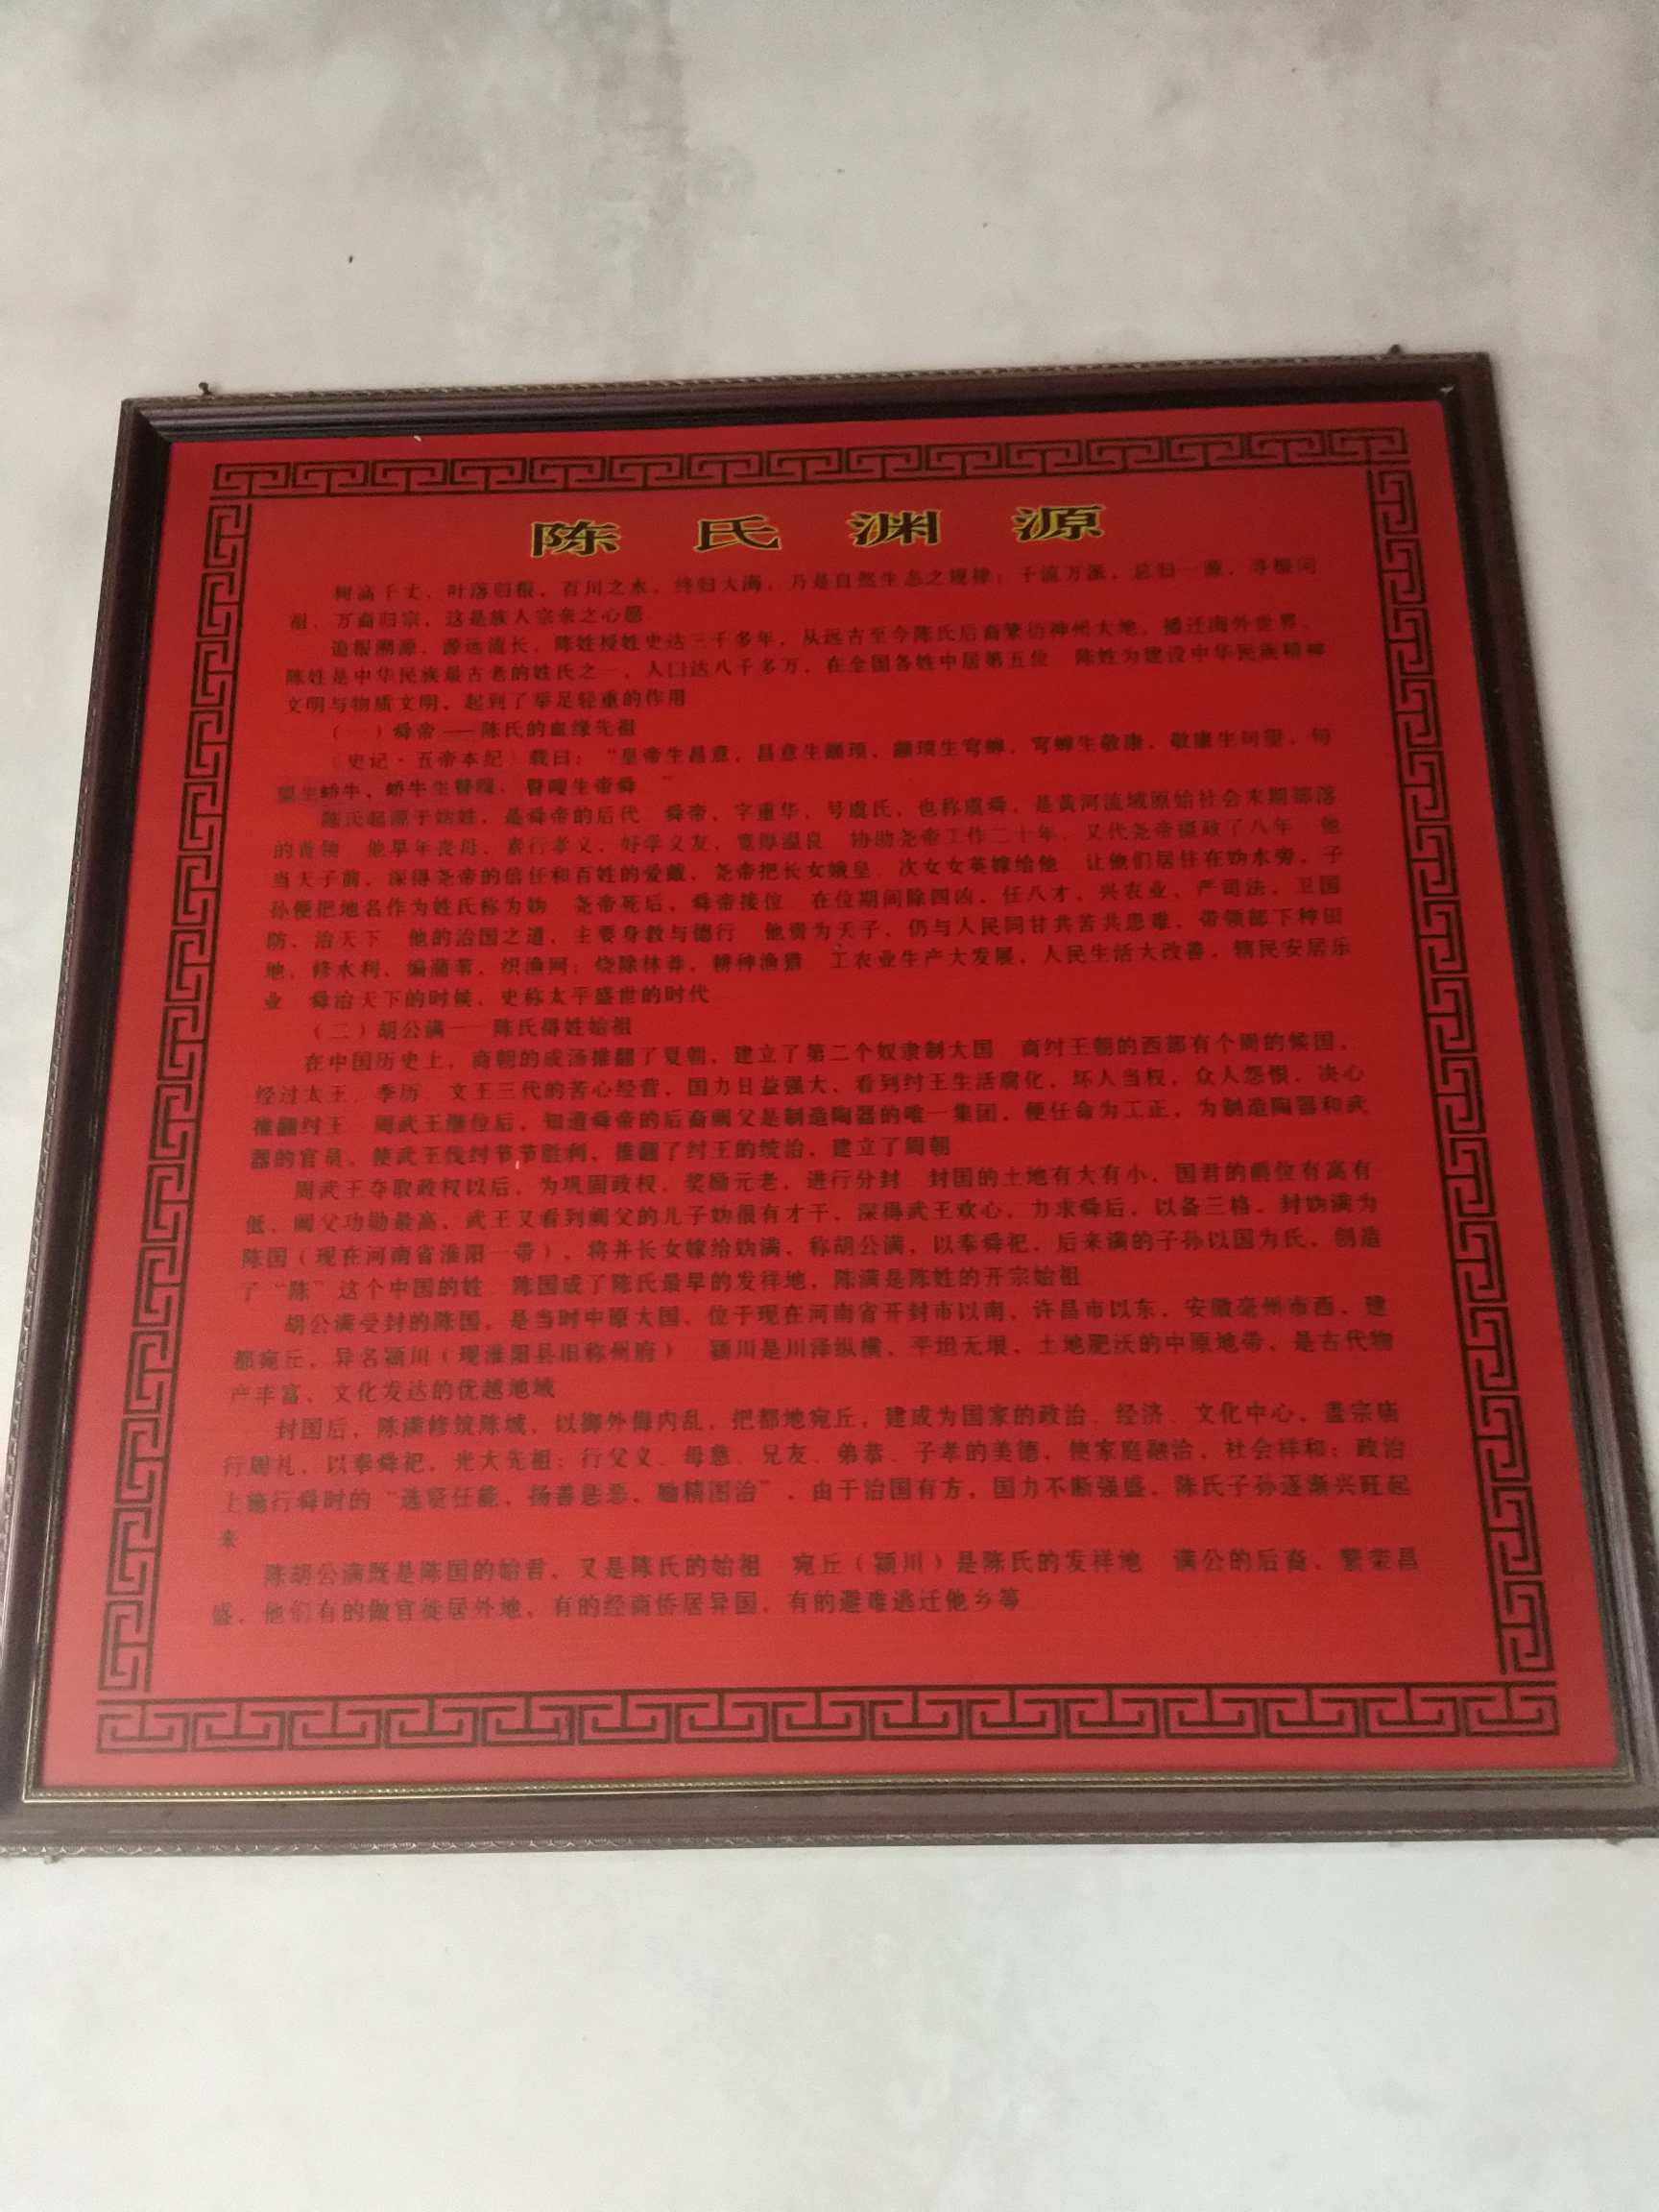 陈氏渊源
树高千丈，叶落归根，百川之水，终归大海，乃是自然生态之规律；千流万派，总归一源，寻根问
祖，万裔归宗，这是族人宗亲之心愿
追根溯源，源远流长，陈姓授姓史达三千多年，从远古至今陈氏后裔繁衍神州大地，播迁海外世界、
陈姓是中华民族最古老的姓氏之一，人口达八千多万，在全国各姓中居第五位　陈姓为建设中华民族精神
文明与物质文明，起到了举足轻重的作用
（一）舜帝——陈氏的血缘先祖
《史记·五帝本纪》载曰：“皇帝生昌意，昌意生颛顼，颛顼生穹蝉，穹蝉生敬康，敬康生句望，句
望生蛴牛，蛴牛生瞽瞍，瞽瞍生帝舜　”
陈氏起源于妫姓，是舜帝的后代　舜帝，字重华，号虞氏，也称虞舜，是黄河流域原始社会末期部落
的首领　他早年丧母、素行孝义，好学义友，宽厚温良　协助尧帝工作二十年，又代尧帝摄政了八年　他
当天子前，深得尧帝的信任和百姓的爱戴，尧帝把长女娥皇、次女女英嫁给他　让他们居住在妫水旁，子
孙便把地名作为姓氏称为妫　尧帝死后，舜帝接位　在位期间除四凶，任八才，兴农业，严司法，卫国
防、治天下　他的治国之道，主要身教与德行　他贵为天子，仍与人民同甘共苦共患难，带领部下种田
地，修水利，编蒲苇，织渔网；烧除林莽，耕种渔猎　工农业生产大发展，人民生活大改善，辖民安居乐
业　舜治天下的时候，史称太平盛世的时代
（二）胡公满——陈氏得姓始祖
在中国历史上，商朝的成汤推翻了夏朝，建立了第二个奴隶制大国　商纣王朝的西部有个周的候国，
经过太王、季历、文王三代的苦心经营，国力日益强大，看到纣王生活腐化，坏人当权，众人怨恨，决心
推翻纣王　周武王继位后，知道舜帝的后裔阏父是制造陶器的唯一集团，便任命为工正，为制造陶器和武
器的官员，使武王伐纣节节胜利，推翻了纣王的统治，建立了周朝
周武王夺取政权以后，为巩固政权，奖励元老，进行分封　封国的土地有大有小，国君的爵位有高有
低，阏父功勋最高，武王又看到阏父的儿子妫很有才干，深得武王欢心，力求舜后，以备三格，封妫满为
陈国（现在河南省淮阳一带），将并长女嫁给妫满，称胡公满，以奉舜祀，后来满的子孙以国为氏，创造
了“陈”这个中国的姓　陈国成了陈氏最早的发祥地，陈满是陈姓的开宗始祖
胡公满受封的陈国，是当时中原大国，位于现在河南省开封市以南，许昌市以东，安徽亳州市西，建
都宛丘，异名颍川（现淮阳县旧称州府）　颍川是川泽纵横，平坦无垠，土地肥沃的中原地带，是古代物
产丰富、文化发达的优越地域
封国后，陈满修筑陈城，以御外侮内乱，把都地宛丘，建成为国家的政治、经济、文化中心，盖宗庙
行周礼，以奉舜祀，光大先祖；行父义、母慈、兄友、弟恭、子孝的美德，使家庭融洽，社会祥和；政治
上施行舜时的“选贤任能，扬善惩恶，励精图治”，由于治国有方，国力不断强盛，陈氏子孙逐渐兴旺起
来
陈胡公满既是陈国的始君，又是陈氏的始祖　宛丘（颍川）是陈氏的发祥地　满公的后裔，繁荣昌
盛，他们有的做官徙居外地，有的经商侨居异国，有的避难逃迁他乡等